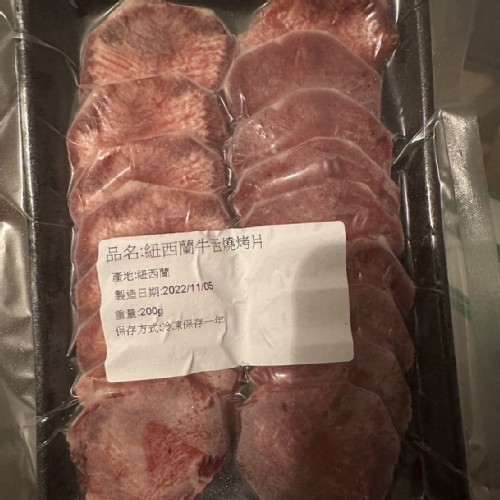 品名:紐西蘭牛舌燒烤片
產地:紐西蘭
製造日期:2022/11/05
重量:200g
保存方式:冷凍保存一年